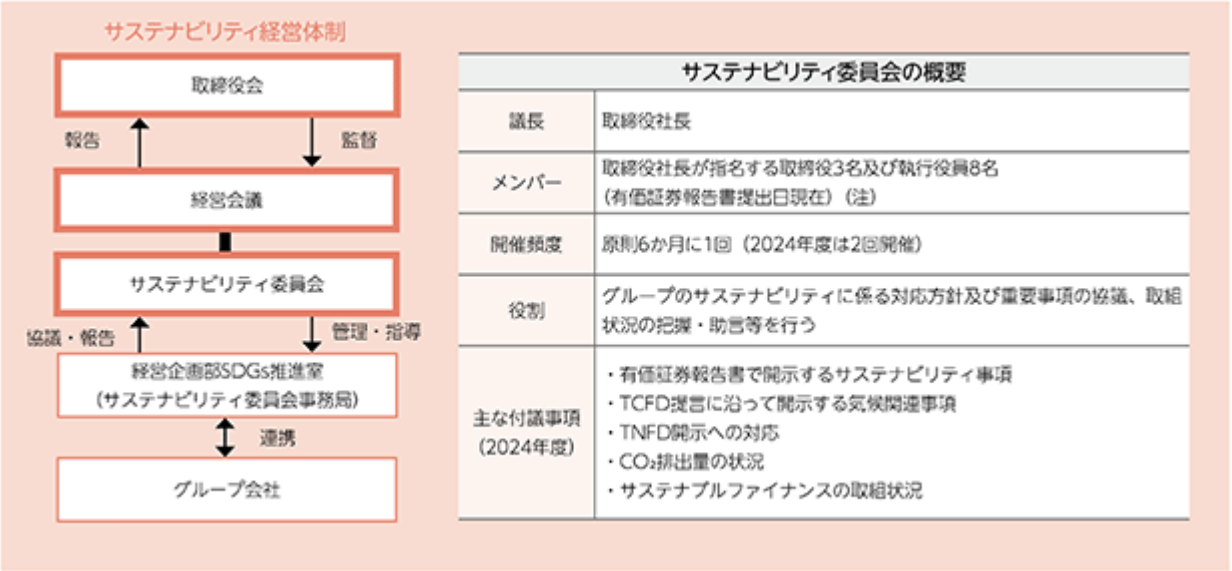 サステナビリティ経営体制
取締役会
報告
監督
経営会議
サステナビリティ委員会
協議・報告
管理・指導
経営企画部SDGs推進室
(サステナビリティ委員会事務局)
連携
グループ会社
サステナビリティ委員会の概要
議長
取締役社長
メンバー
取締役社長が指名する取締役3名及び執行役員8名
(有価証券報告書提出日現在)(注)
開催頻度
原則6か月に1回(2024年度は2回開催)
役割
グループのサステナビリティに係る対応方針及び重要事項の協議、取組
状況の把握・助言等を行う
主な付議事項
(2024年度)
・有価証券報告書で開示するサステナビリティ事項
・TCFD提言に沿って開示する気候関連事項
・TNFD開示への対応
・CO₂排出量の状況
・サステナブルファイナンスの取組状況